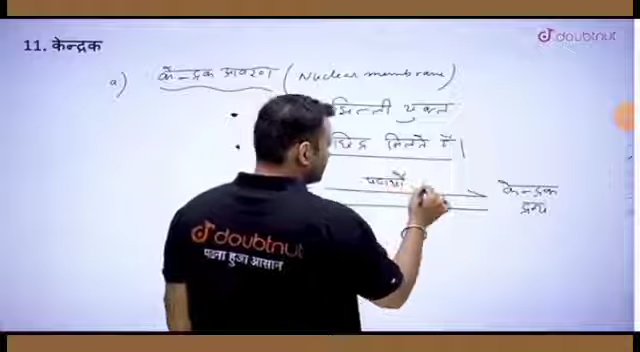 11. केन्द्रक
doubtnut
a) केन्द्रक आवरण (Nuclear membrane)
झिल्ली युक्त
छिद्र मिलते हैं।
पदार्थों
केन्द्रक
द्रव्य
doubtnut
पढ़ना हुआ आसान